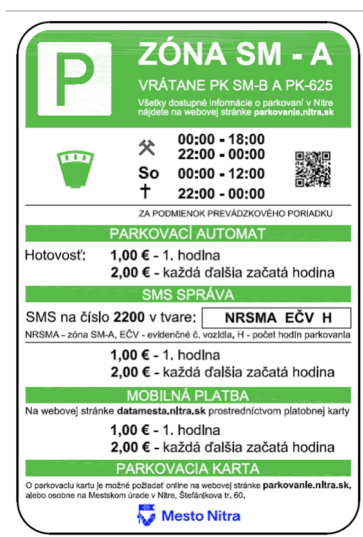 P
ZÓNA SM - A
VRÁTANE PK SM-B A PK-625
Všetky dostupné informácie o parkovaní v Nitre
nájdete na webovej stránke parkovanie.nitra.sk
00:00 - 18:00
22:00 - 00:00
So 00:00 - 12:00
22:00 - 00:00
ZA PODMIENOK PREVÁDZKOVÉHO PORIADKU
PARKOVACÍ AUTOMAT
Hotovosť: 1,00 € - 1. hodina
2,00 € - každá ďalšia začatá hodina
SMS SPRÁVA
SMS na číslo 2200 v tvare: NRSMA EČV H
NRSMA - zóna SM-A, EČV - evidenčné č. vozidla, H - počet hodín parkovania
1,00 € - 1. hodina
2,00 € - každá ďalšia začatá hodina
MOBILNÁ PLATBA
Na webovej stránke datamesta.nitra.sk prostredníctvom platobnej karty
1,00 € - 1. hodina
2,00 € - každá ďalšia začatá hodina
PARKOVACIA KARTA
O parkovaciu kartu je možné požiadať online na webovej stránke parkovanie.nitra.sk,
alebo osobne na Mestskom úrade v Nitre, Štefánikova tr. 60.
Mesto Nitra